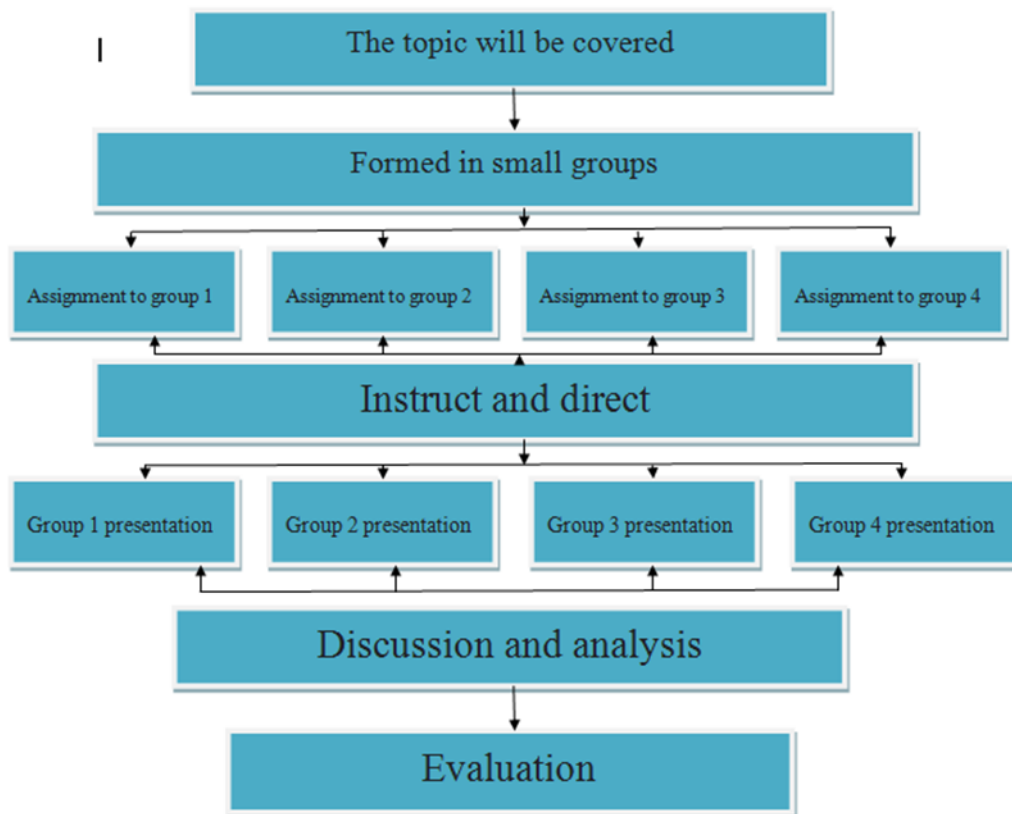 I
The topic will be covered
Formed in small groups
Assignment to group 1
Assignment to group 2
Assignment to group 3
Assignment to group 4
Instruct and direct
Group 1 presentation
Group 2 presentation
Group 3 presentation
Group 4 presentation
Discussion and analysis
Evaluation